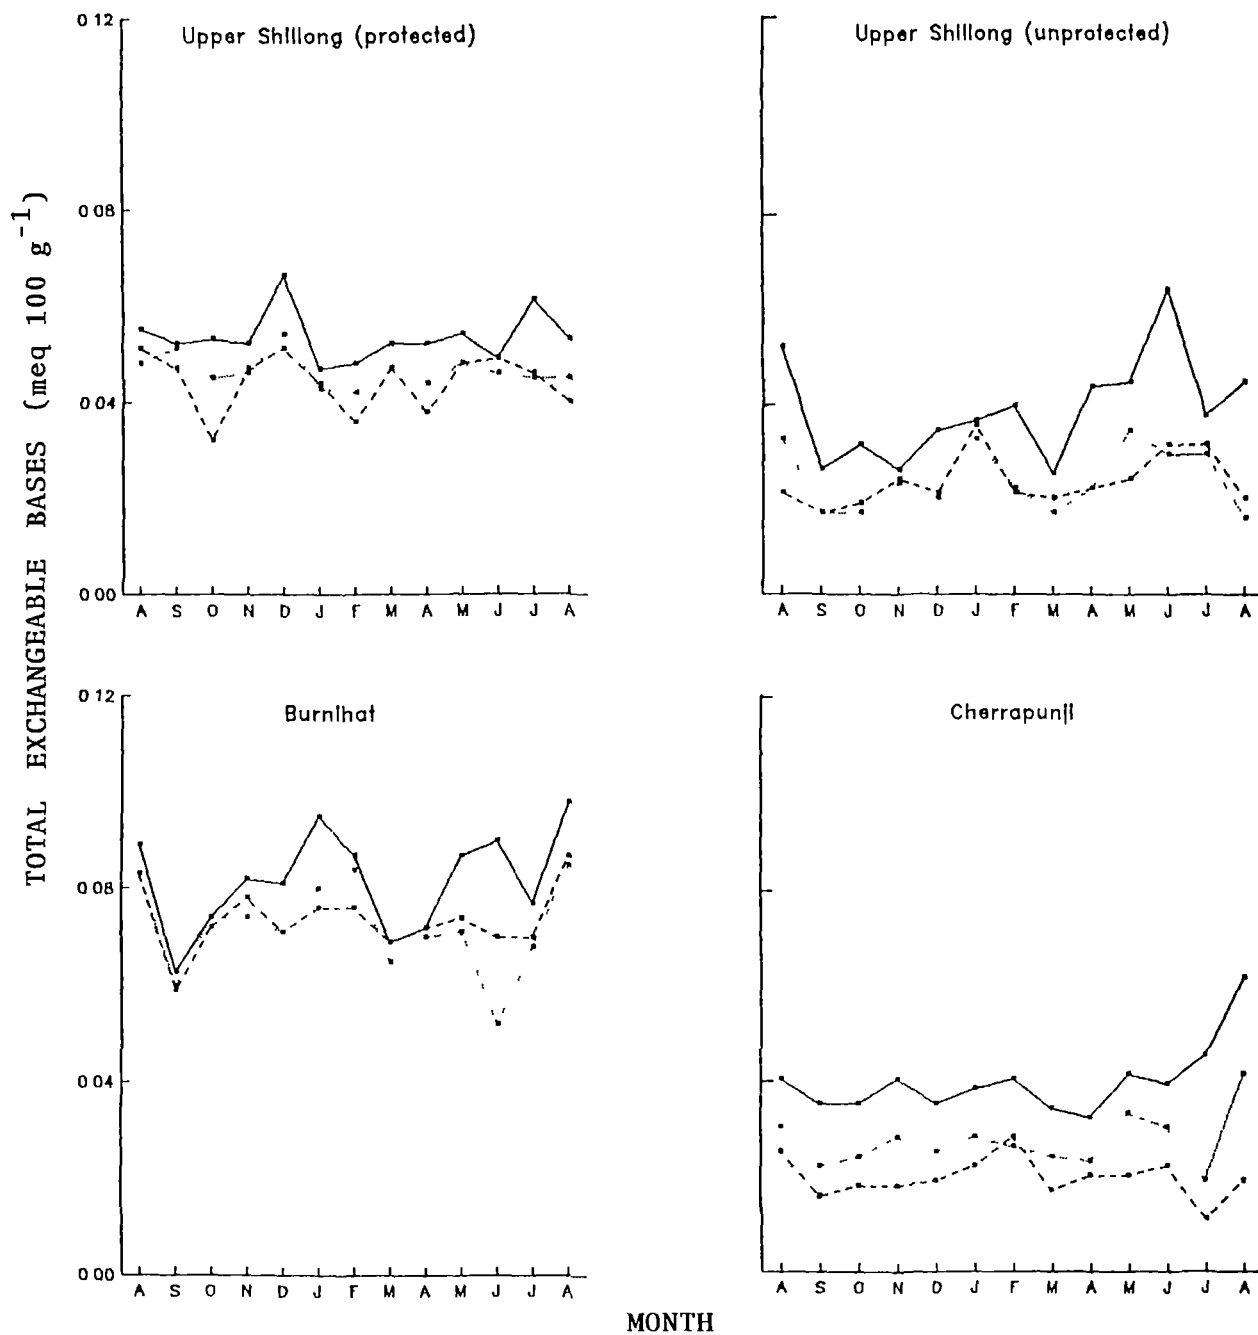 TOTAL EXCHANGEABLE BASES (meq 100 g⁻¹)
Upper Shillong (protected)
0.12
0.08
0.04
0.00
A S O N D J F M A M J J A
Upper Shillong (unprotected)
A S O N D J F M A M J J A
Burnihat
0.12
0.08
0.04
0.00
A S O N D J F M A M J J A
Cherrapunji
A S O N D J F M A M J J A
MONTH